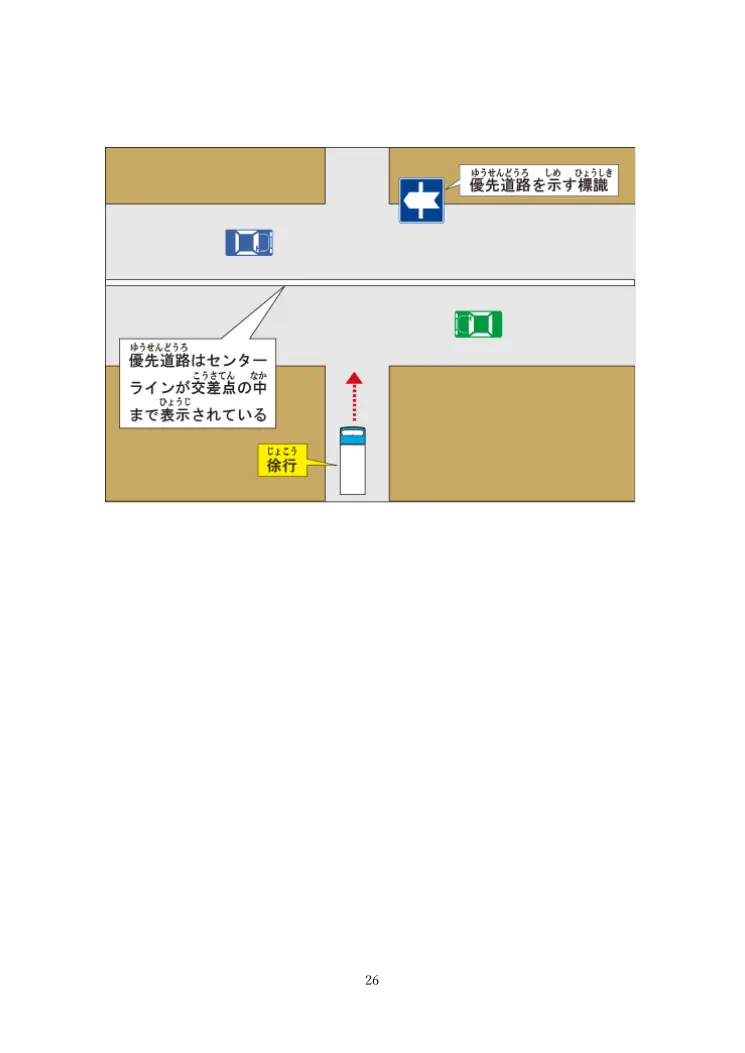 ゆうせんどうろ しめ ひょうしき
優先道路を示す標識
ゆうせんどうろ
優先道路はセンター
こうさてん なか
ラインが交差点の中
ひょうじ
まで表示されている
じょこう
徐行
26